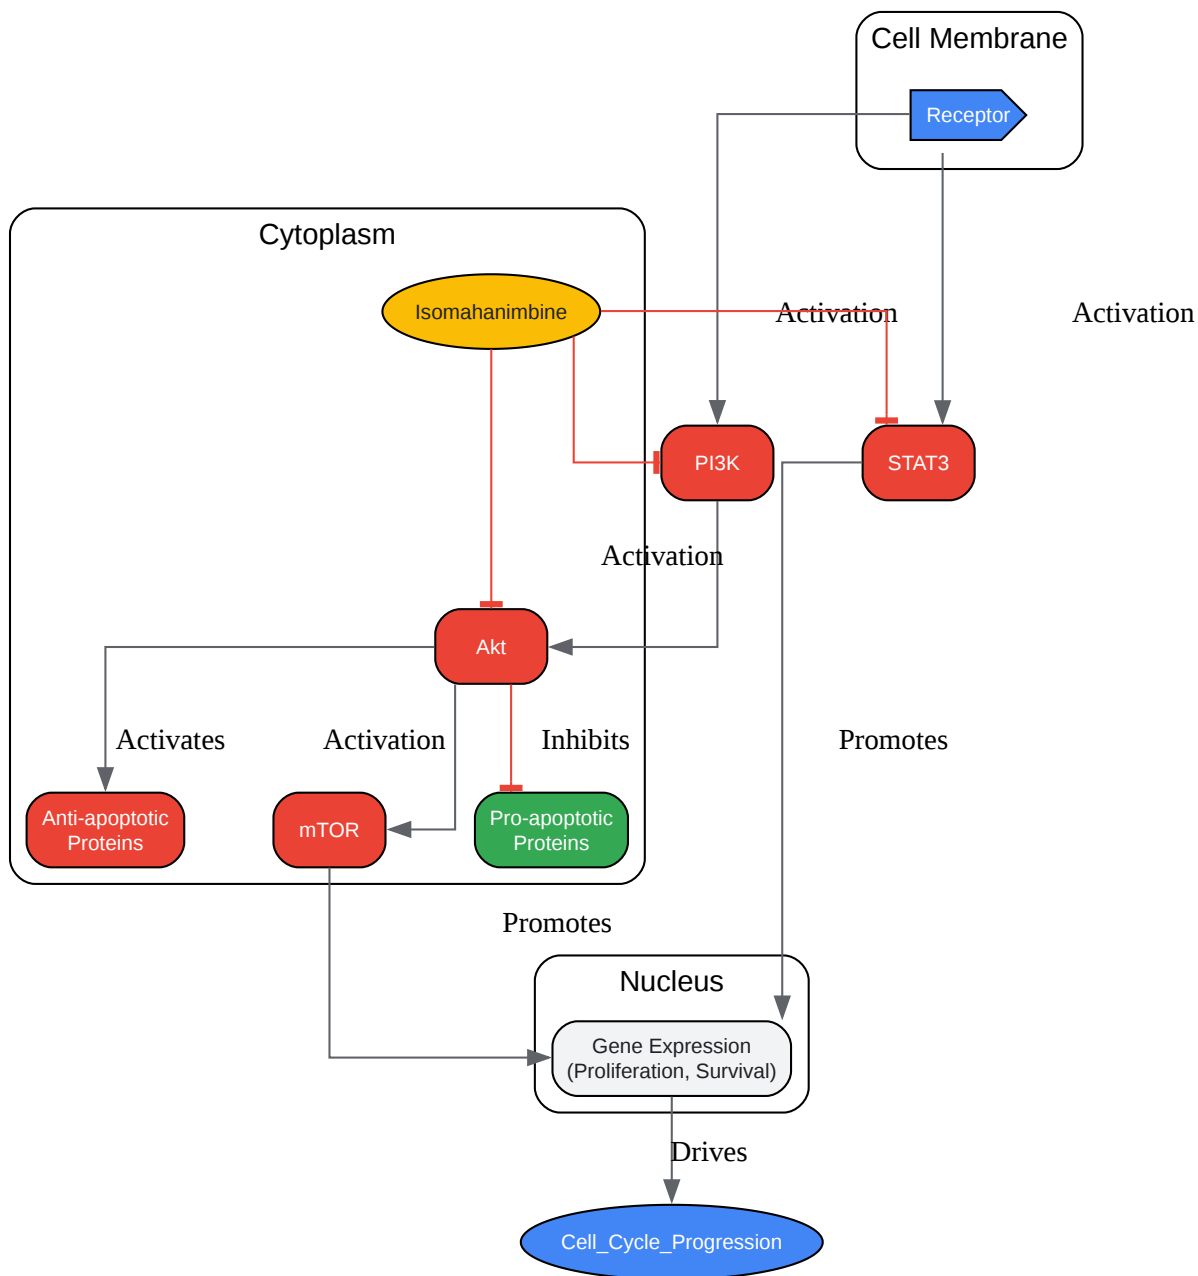 Cell Membrane
Receptor
Cytoplasm
Isomahanimbine
Activation
Activation
PI3K
STAT3
Activation
Akt
Activates
Activation
Inhibits
Promotes
Anti-apoptotic
Proteins
mTOR
Pro-apoptotic
Proteins
Promotes
Nucleus
Gene Expression
(Proliferation, Survival)
Drives
Cell_Cycle_Progression